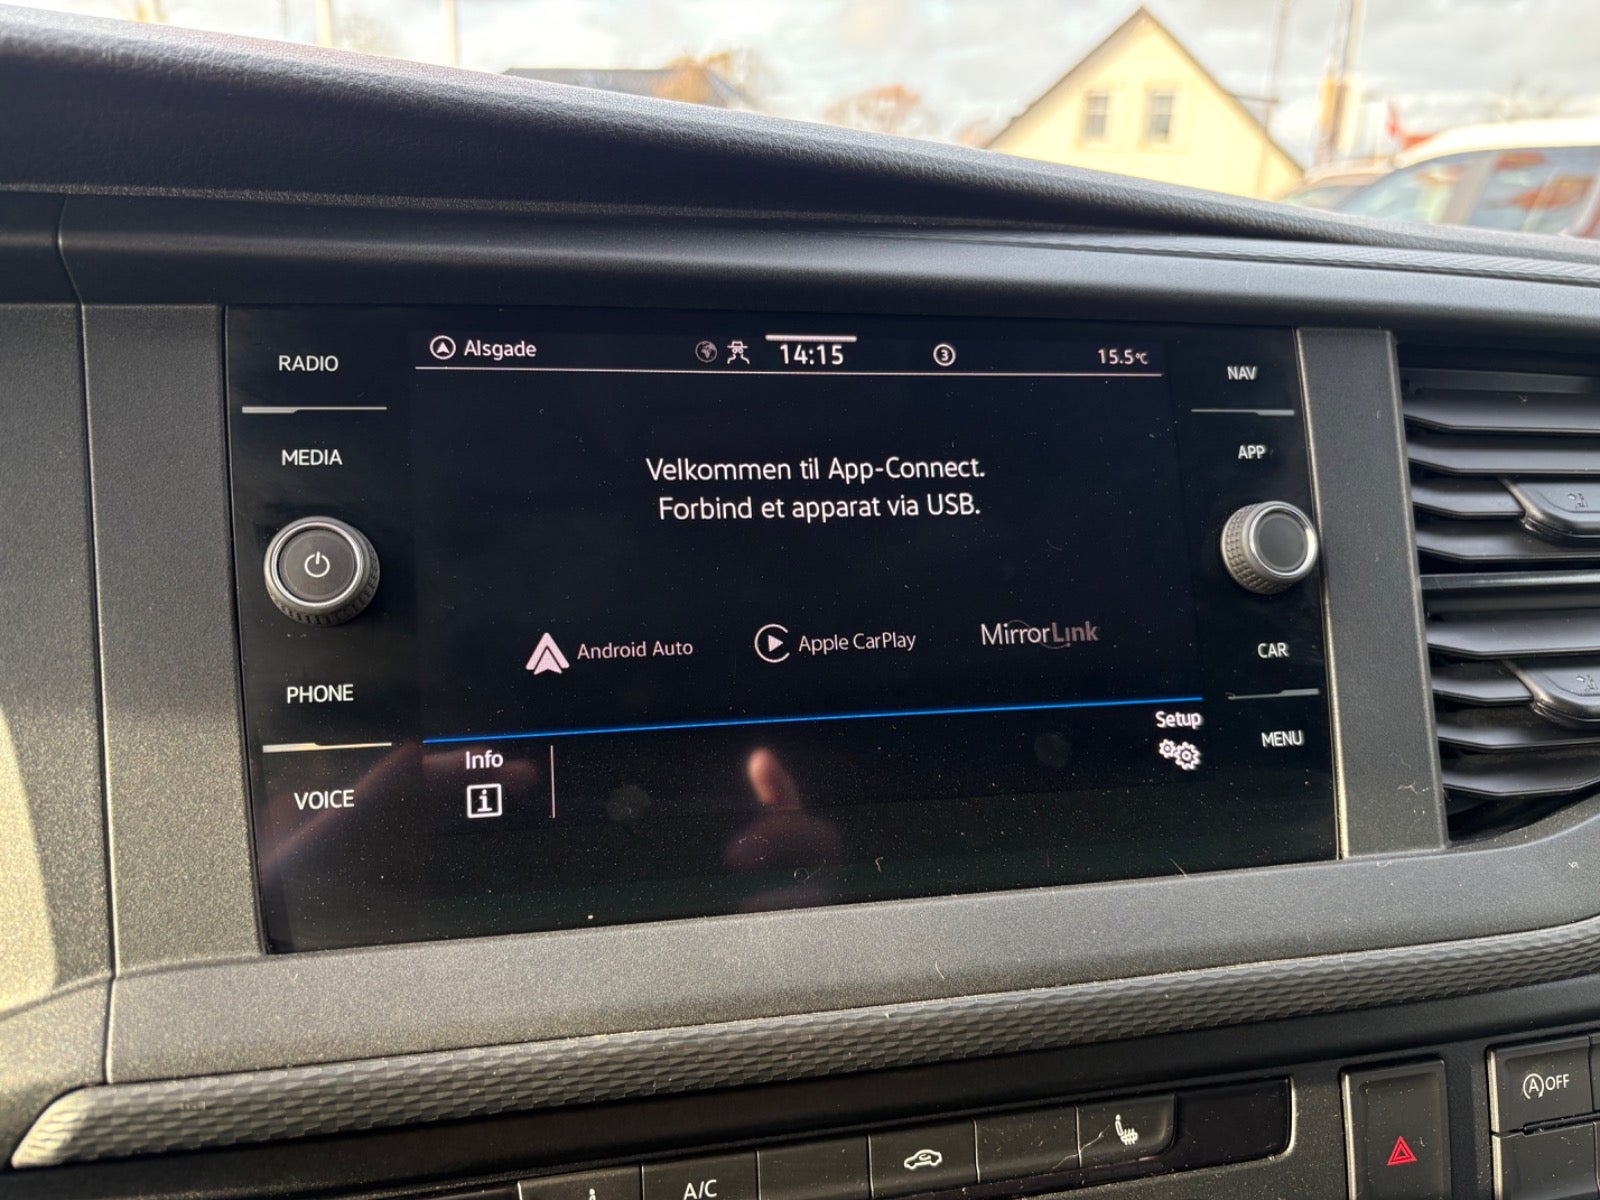 RADIO
MEDIA
PHONE
VOICE
Alsgade
14:15
3
15.5°C
Velkommen til App-Connect.
Forbind et apparat via USB.
Android Auto
Apple CarPlay
MirrorLink
Info
i
Setup
NAV
APP
CAR
MENU
A OFF
A/C